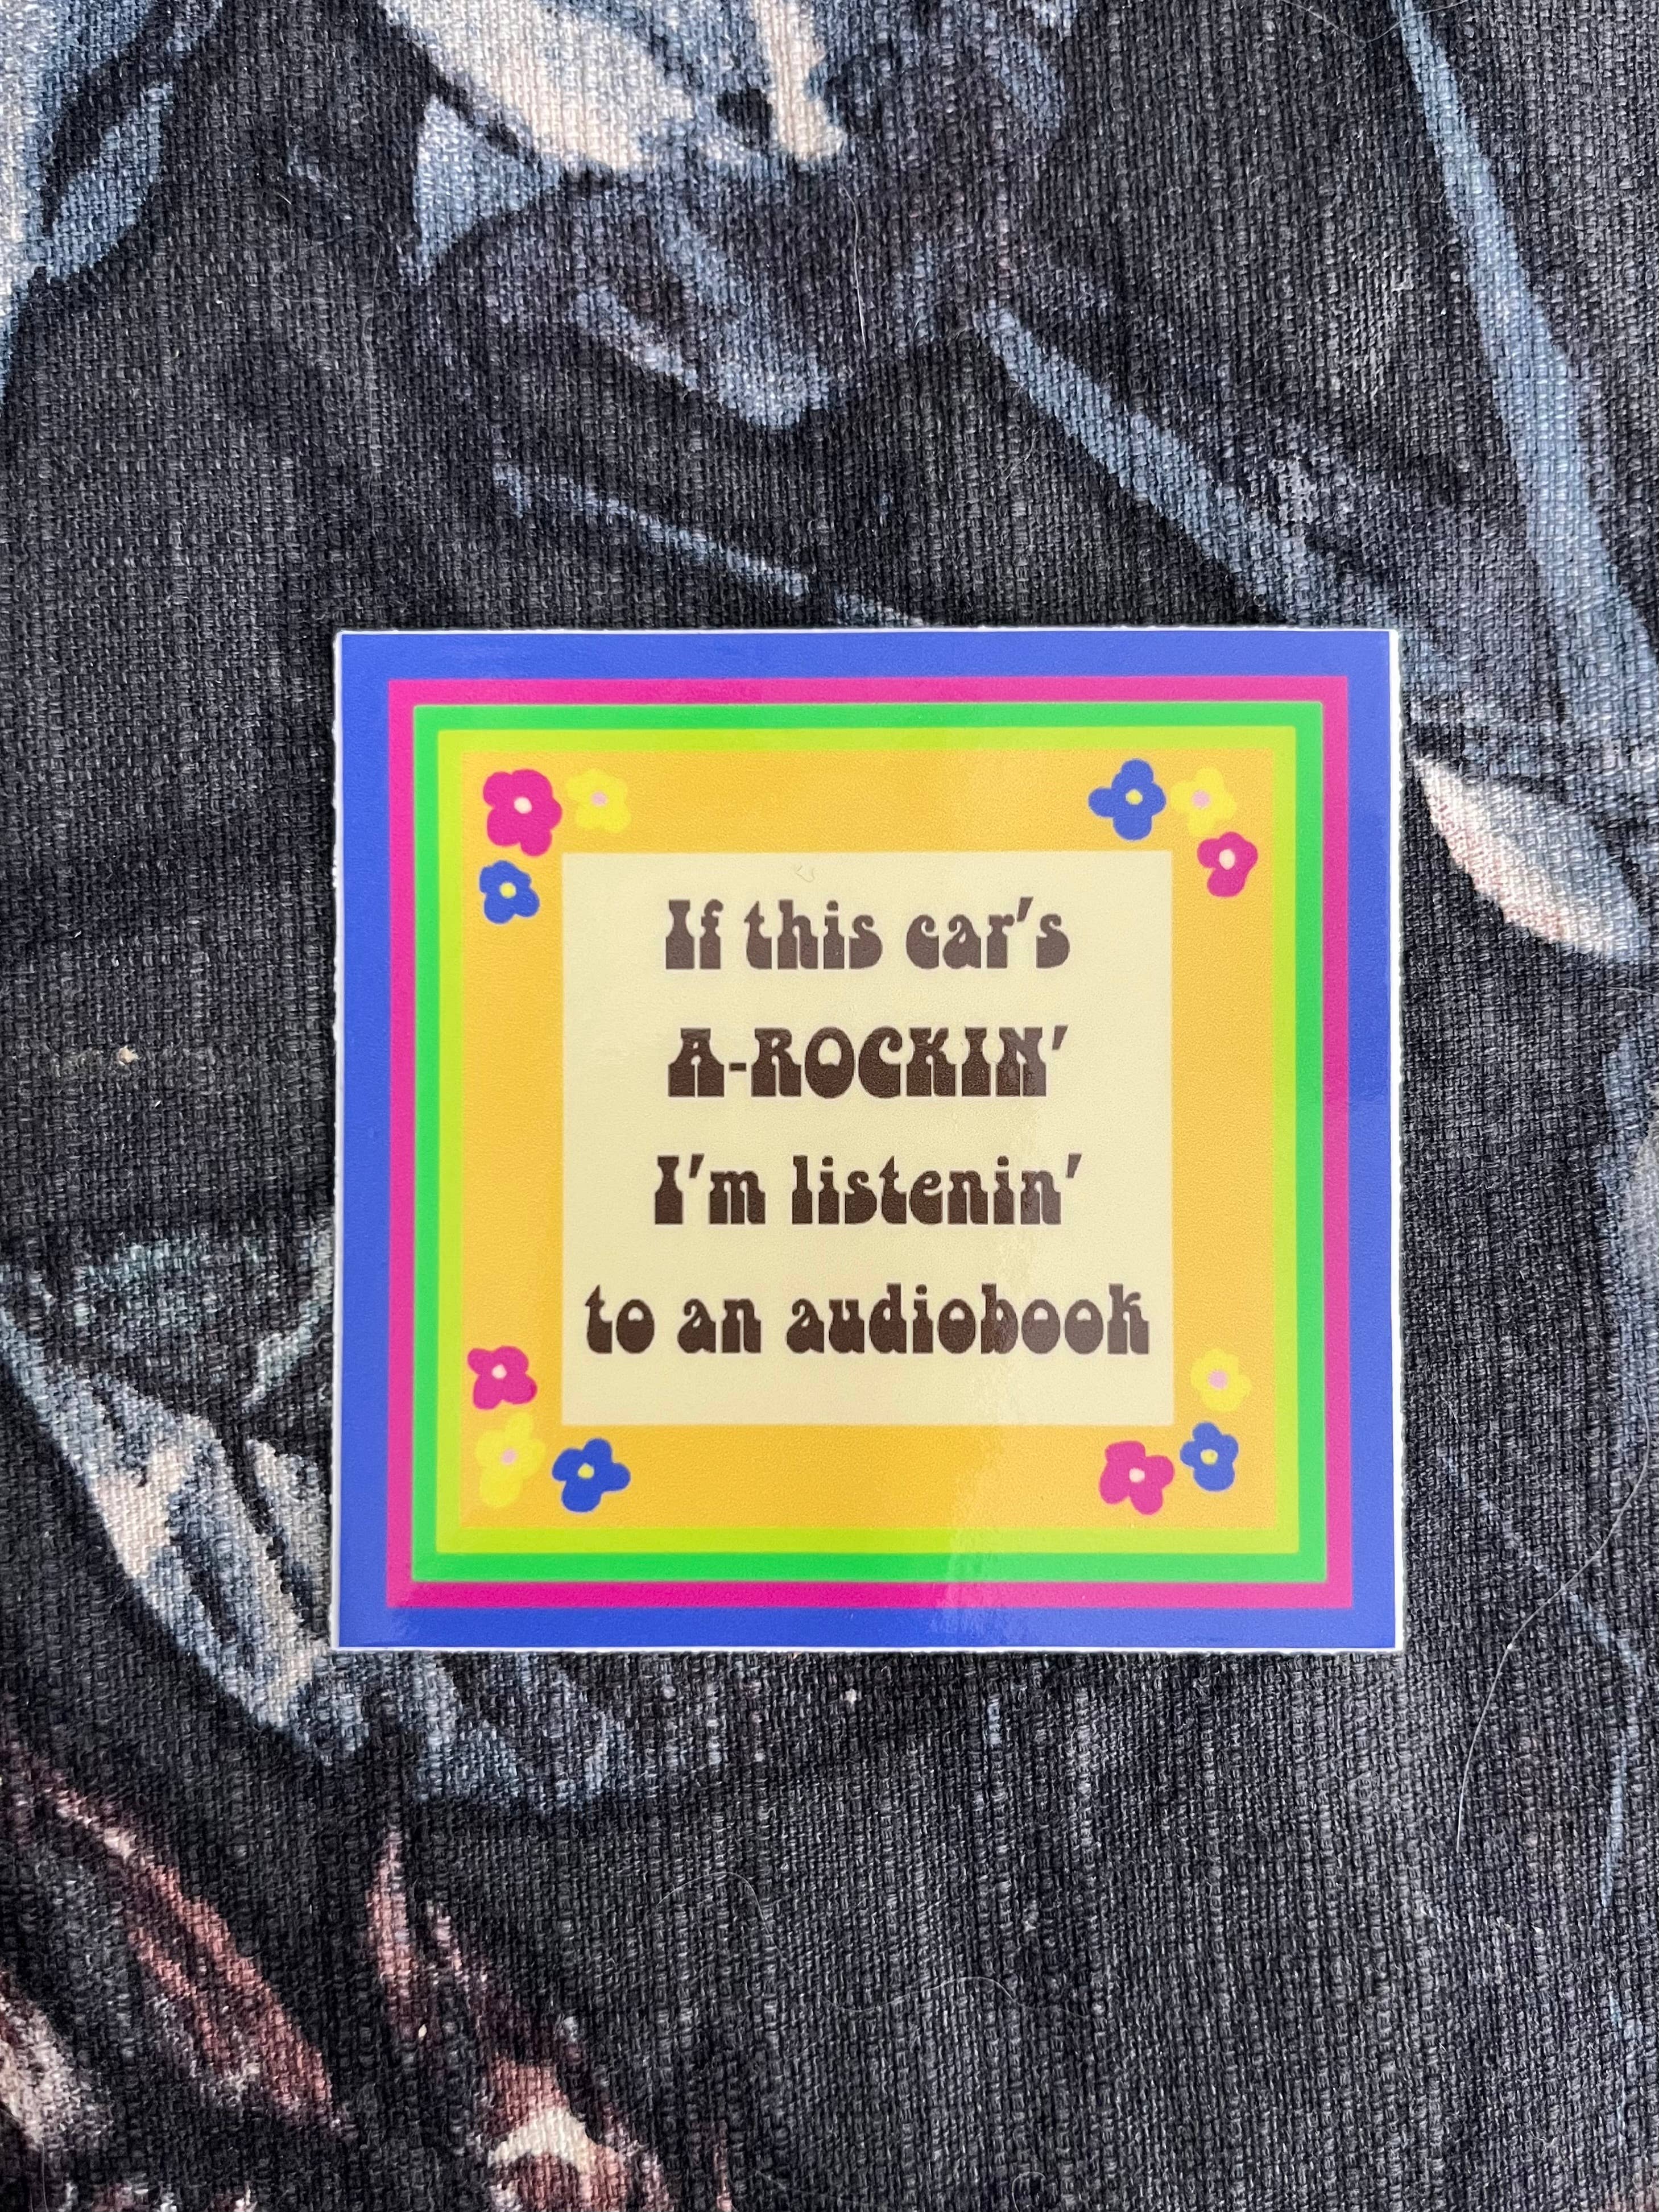 If this car's
A-ROCKIN'
I'm listenin'
to an audiobook